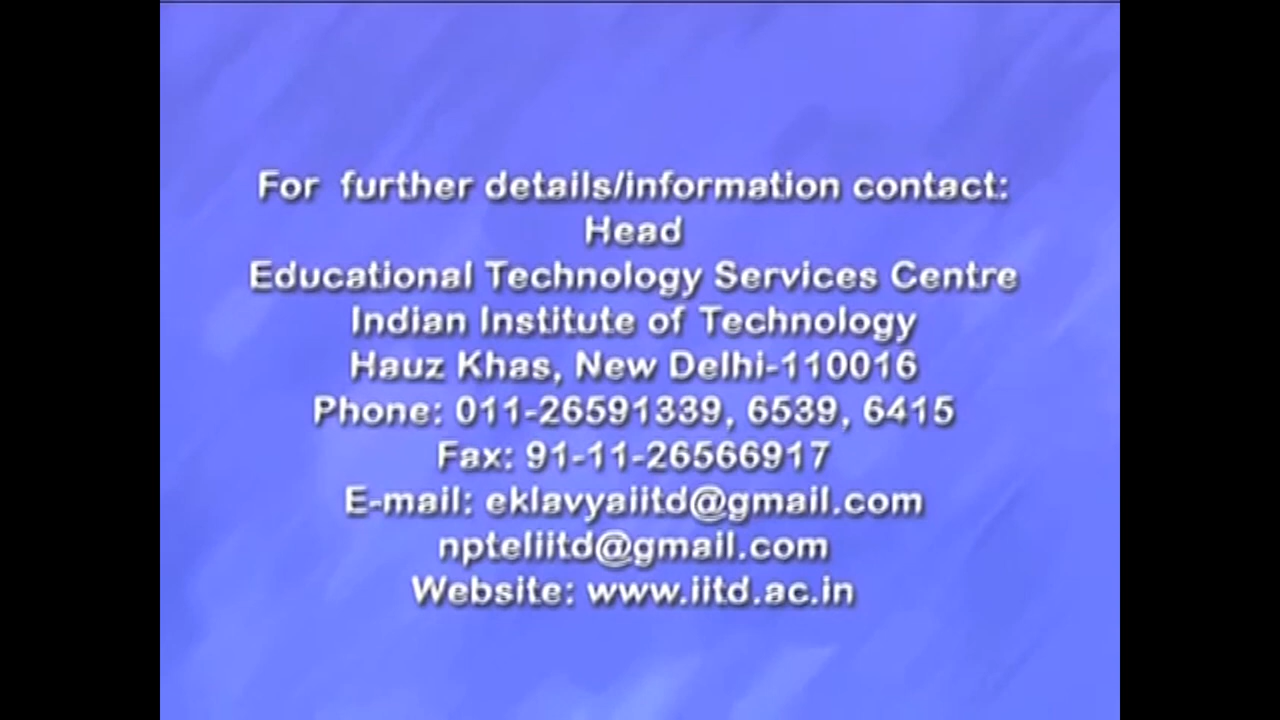 For further details/information contact:
Head
Educational Technology Services Centre
Indian Institute of Technology
Hauz Khas, New Delhi-110016
Phone: 011-26591339, 6539, 6415
Fax: 91-11-26566917
E-mail: eklavyaiitd@gmail.com
npteliitd@gmail.com
Website: www.iitd.ac.in